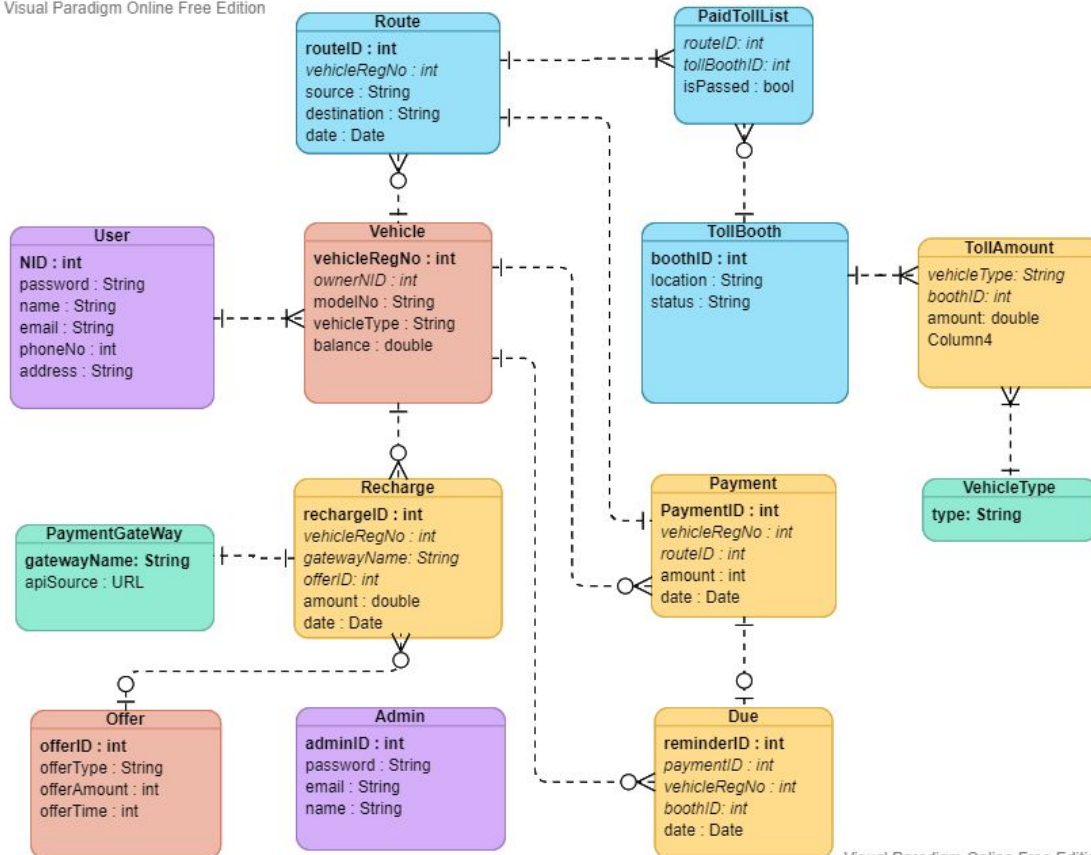 Visual Paradigm Online Free Edition
Route
routeID : int
vehicleRegNo : int
source : String
destination : String
date : Date
PaidTollList
routeID: int
tollBoothID: int
isPassed : bool
User
NID : int
password : String
name : String
email : String
phoneNo : int
address : String
Vehicle
vehicleRegNo : int
ownerNID : int
modelNo : String
vehicleType : String
balance : double
TollBooth
boothID : int
location : String
status : String
TollAmount
vehicleType: String
boothID: int
amount: double
Column4
Recharge
rechargeID : int
vehicleRegNo : int
gatewayName: String
offerID: int
amount : double
date : Date
Payment
PaymentID : int
vehicleRegNo : int
routeID : int
amount : int
date : Date
VehicleType
type: String
PaymentGateWay
gatewayName: String
apiSource : URL
Offer
offerID : int
offerType : String
offerAmount : int
offerTime : int
Admin
adminID : int
password : String
email : String
name : String
Due
reminderID : int
paymentID : int
vehicleRegNo : int
boothID: int
date : Date